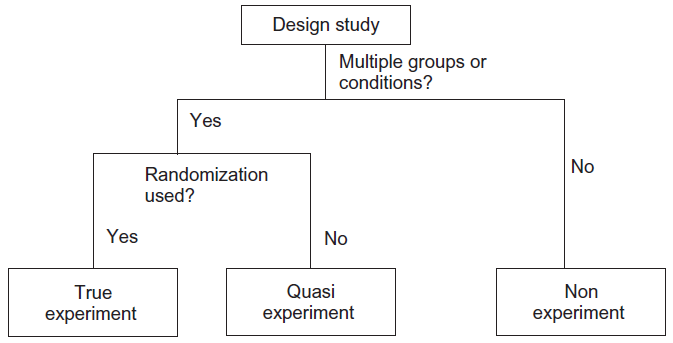 Design study
Multiple groups or
conditions?
Yes
No
Randomization
used?
Yes
No
True
experiment
Quasi
experiment
Non
experiment